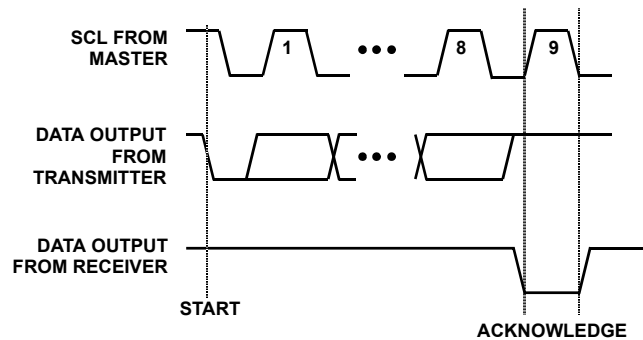 SCL FROM
MASTER
1
8
9
DATA OUTPUT
FROM
TRANSMITTER
DATA OUTPUT
FROM RECEIVER
START
ACKNOWLEDGE